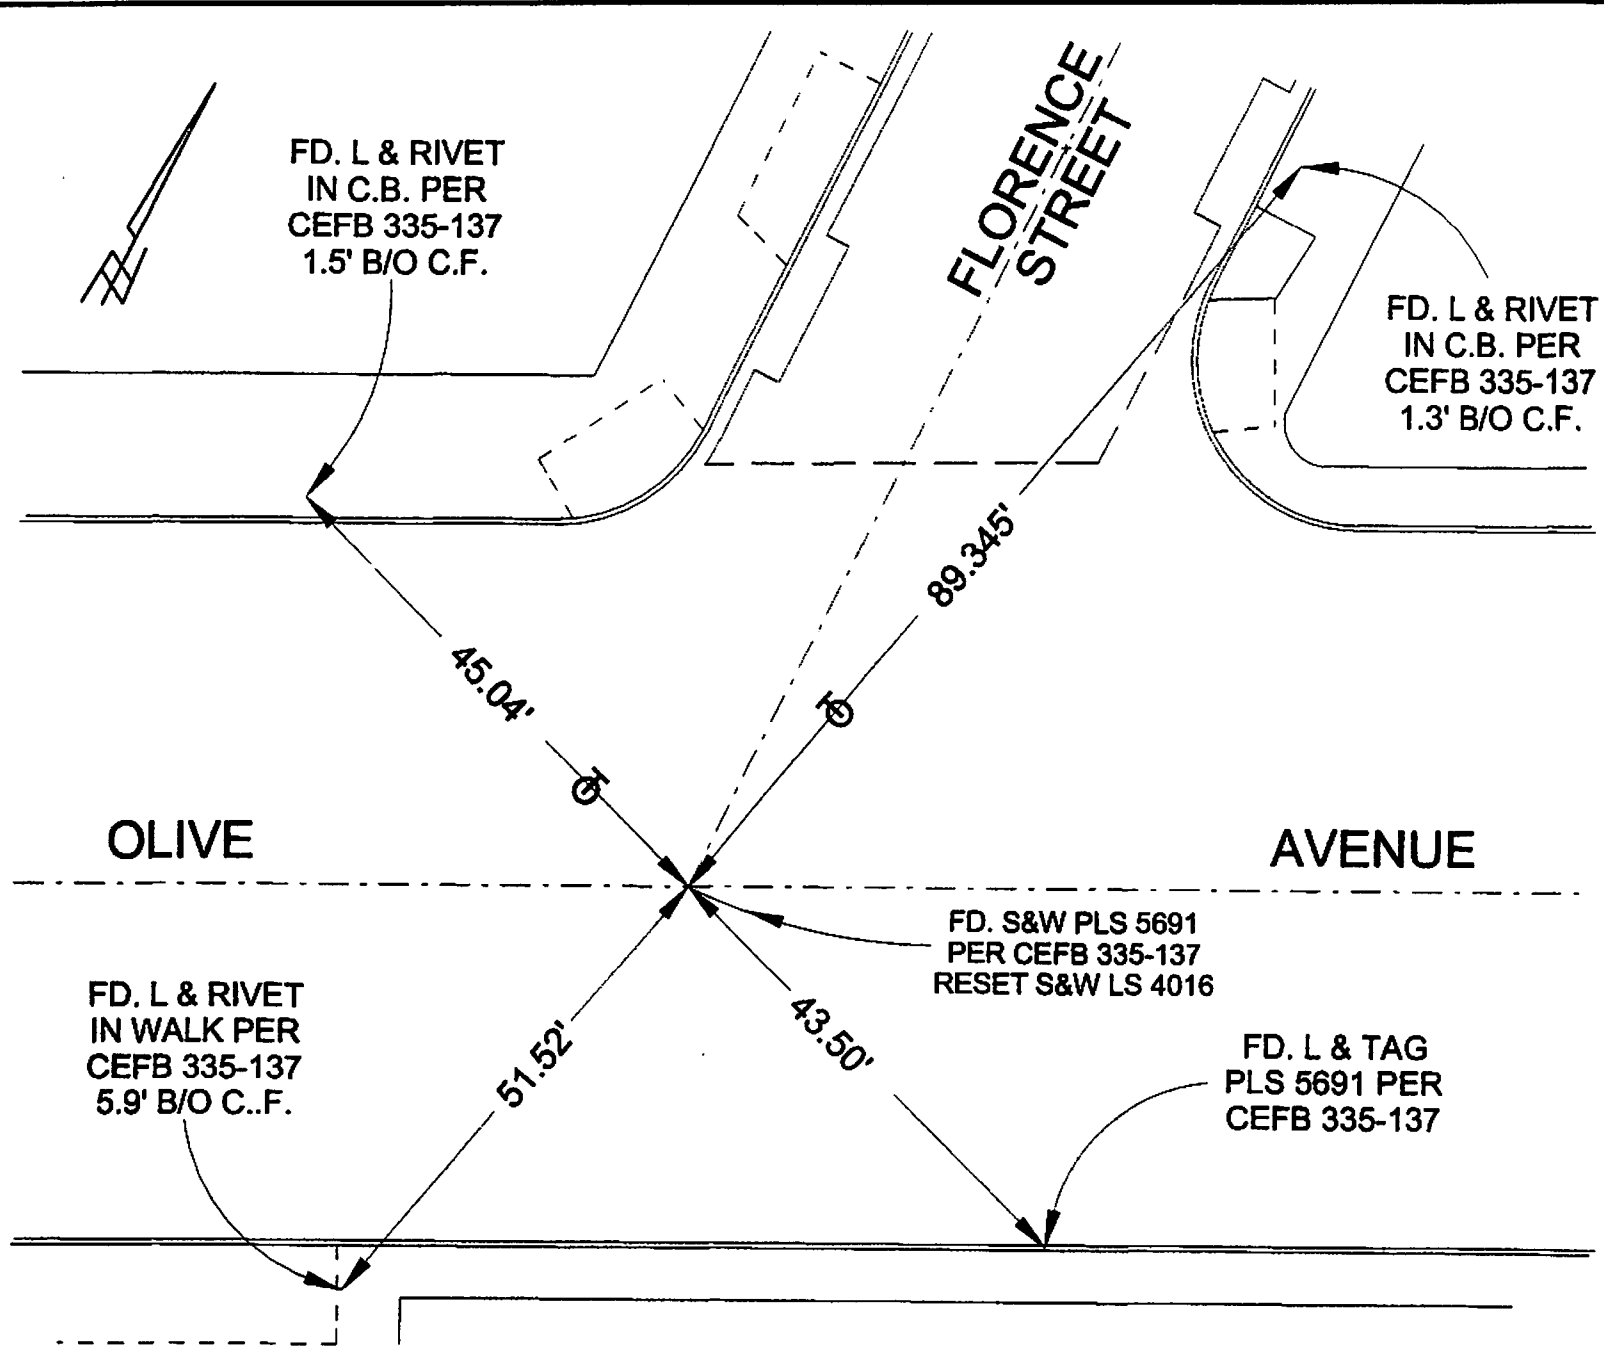 FLORENCE
STREET
FD. L & RIVET
IN C.B. PER
CEFB 335-137
1.5' B/O C.F.
FD. L & RIVET
IN C.B. PER
CEFB 335-137
1.3' B/O C.F.
89.345'
45.04'
OLIVE
AVENUE
FD. S&W PLS 5691
PER CEFB 335-137
RESET S&W LS 4016
FD. L & RIVET
IN WALK PER
CEFB 335-137
5.9' B/O C..F.
51.52'
43.50'
FD. L & TAG
PLS 5691 PER
CEFB 335-137